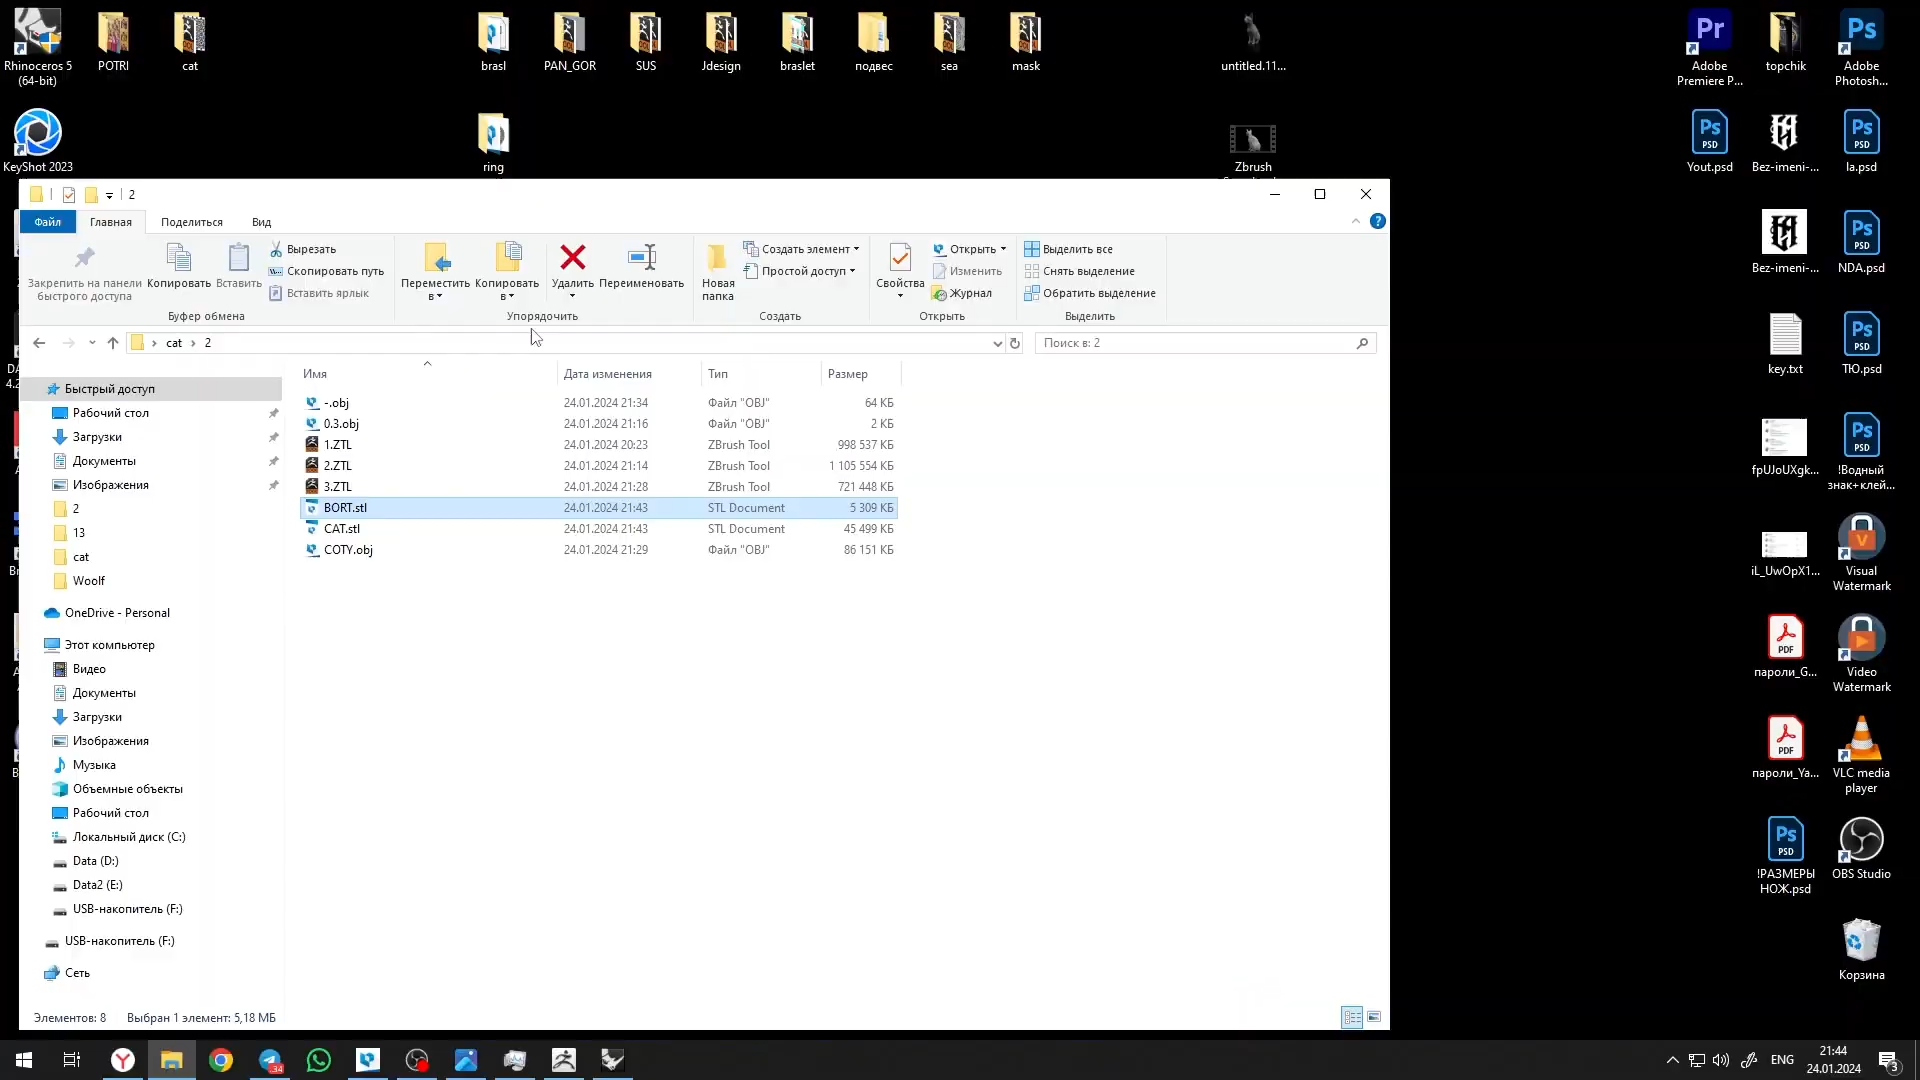 Rhinoceros 5
(64-bit)
POTRI
cat
brasl
PAN_GOR
SUS
Jdesign
braslet
подвес
sea
mask
untitled.11...
Adobe
Premiere P...
topchik
Adobe
Photosh...
KeyShot 2023
ring
Zbrush
Yout.psd
Bez-imeni-...
la.psd
2
Файл
Главная
Поделиться
Вид
Закрепить на панели
быстрого доступа
Копировать
Вставить
Вырезать
Скопировать путь
Вставить ярлык
Буфер обмена
Переместить
в
Копировать
в
Удалить
Переименовать
Упорядочить
Новая
папка
Создать элемент
Простой доступ
Создать
Свойства
Открыть
Изменить
Журнал
Открыть
Выделить все
Снять выделение
Обратить выделение
Выделить
cat
2
Поиск в: 2
Имя
Дата изменения
Тип
Размер
-.obj 24.01.2024 21:34 Файл "OBJ" 64 КБ
0.3.obj 24.01.2024 21:16 Файл "OBJ" 2 КБ
1.ZTL 24.01.2024 20:23 ZBrush Tool 998 537 КБ
2.ZTL 24.01.2024 21:14 ZBrush Tool 1 105 554 КБ
3.ZTL 24.01.2024 21:28 ZBrush Tool 721 448 КБ
BORT.stl 24.01.2024 21:43 STL Document 5 309 КБ
CAT.stl 24.01.2024 21:43 STL Document 45 499 КБ
COTY.obj 24.01.2024 21:29 Файл "OBJ" 86 151 КБ
Быстрый доступ
Рабочий стол
Загрузки
Документы
Изображения
2
13
cat
Woolf
OneDrive - Personal
Этот компьютер
Видео
Документы
Загрузки
Изображения
Музыка
Объемные объекты
Рабочий стол
Локальный диск (C:)
Data (D:)
Data2 (E:)
USB-накопитель (F:)
USB-накопитель (F:)
Сеть
Элементов: 8
Выбран 1 элемент: 5,18 МБ
Bez-imeni-...
NDA.psd
key.txt
ТЮ.psd
fpUJoUXgk...
!Водный
знак+клей...
iL_UwOpX1...
Visual
Watermark
PDF
пароли_G...
Video
Watermark
PDF
пароли_Ya...
VLC media
player
!РАЗМЕРЫ
НОЖ.psd
OBS Studio
Корзина
ENG
21:44
24.01.2024
3